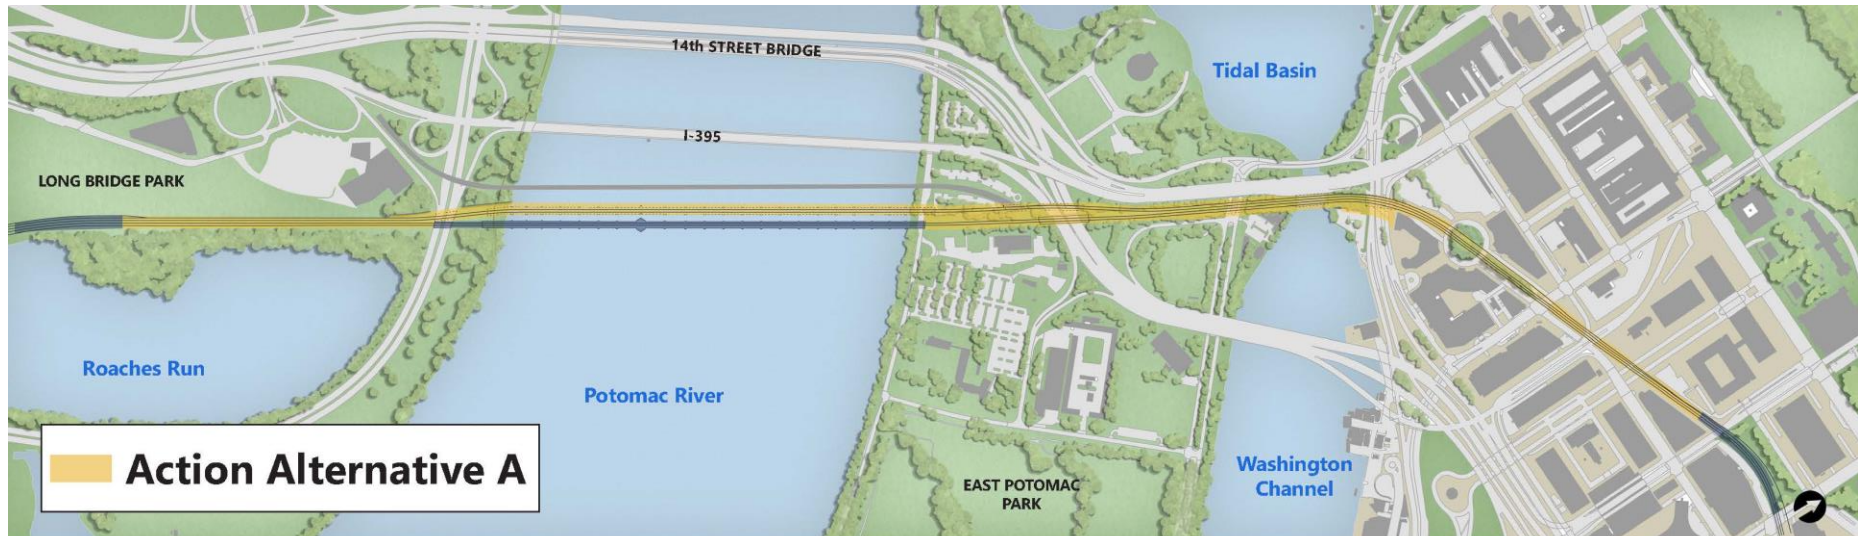 14th STREET BRIDGE
Tidal Basin
I-395
LONG BRIDGE PARK
Roaches Run
Potomac River
Action Alternative A
EAST POTOMAC
PARK
Washington
Channel